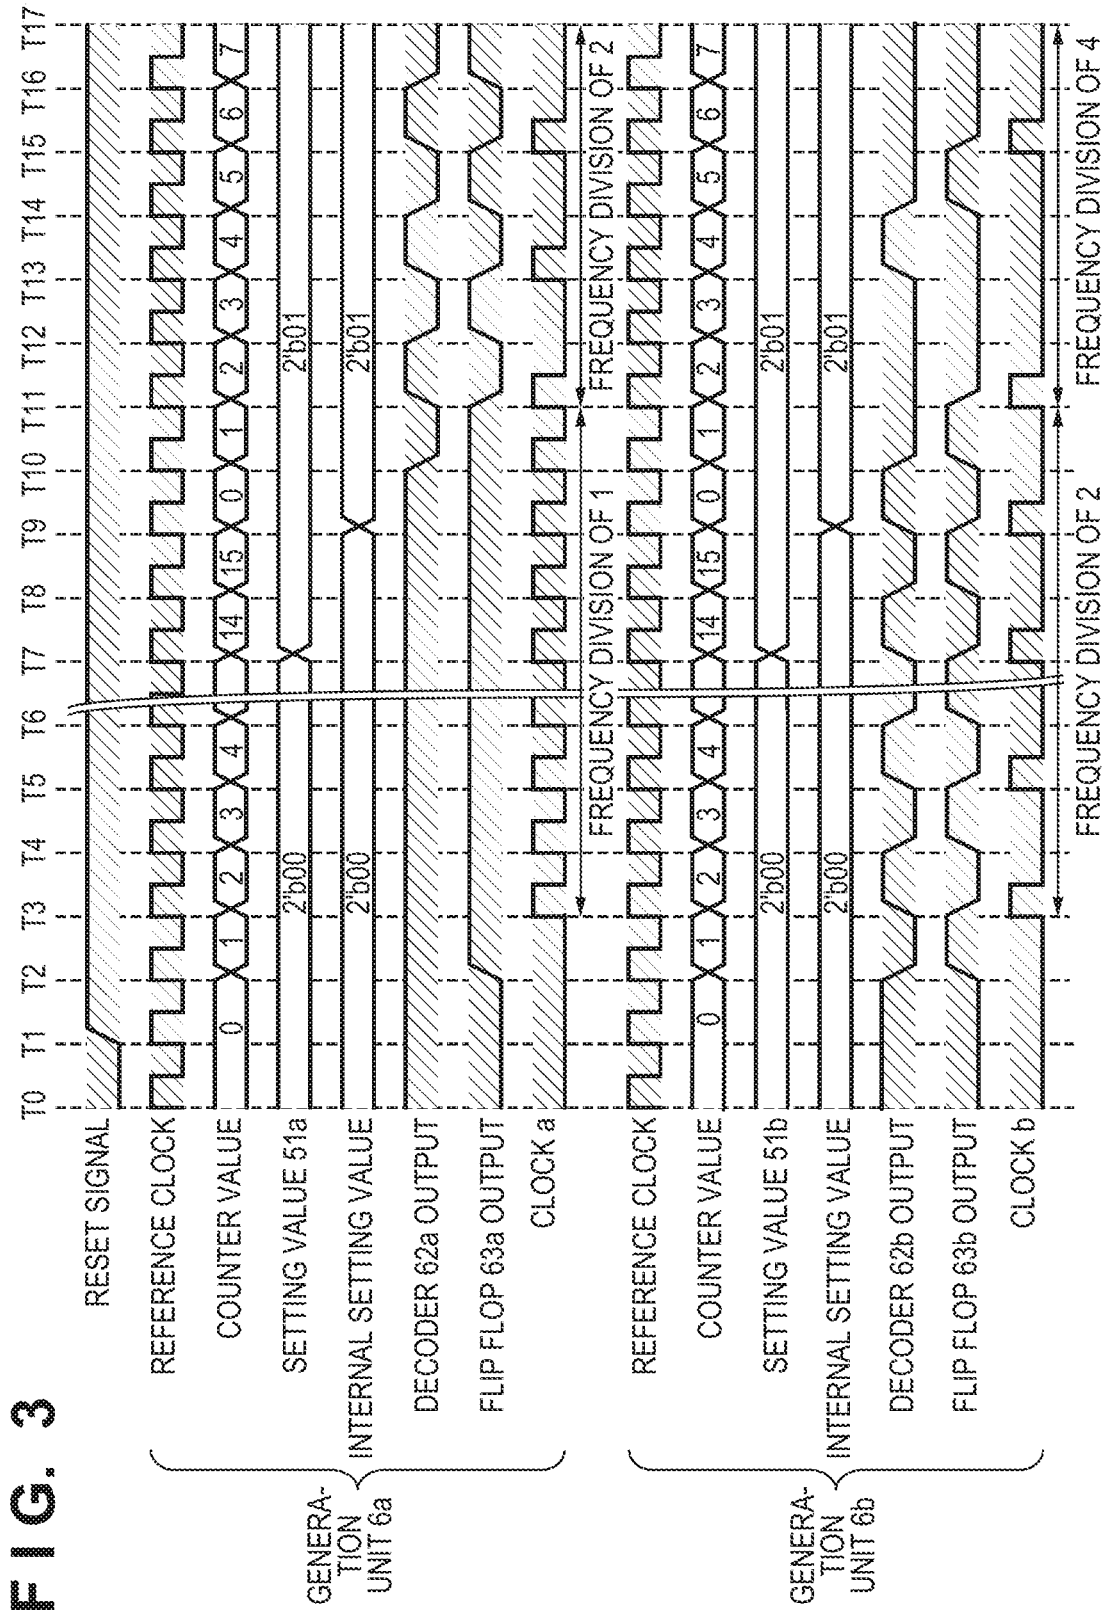 FIG. 3
T0 T1 T2 T3 T4 T5 T6 T7 T8 T9 T10 T11 T12 T13 T14 T15 T16 T17
RESET SIGNAL
GENERA-
TION
UNIT 6a
REFERENCE CLOCK
COUNTER VALUE 0 1 2 3 4 14 15 0 1 2 3 4 5 6 7
SETTING VALUE 51a 2'b00 2'b01
INTERNAL SETTING VALUE 2'b00 2'b01
DECODER 62a OUTPUT
FLIP FLOP 63a OUTPUT
CLOCK a
FREQUENCY DIVISION OF 1 FREQUENCY DIVISION OF 2
GENERA-
TION
UNIT 6b
REFERENCE CLOCK
COUNTER VALUE 0 1 2 3 4 14 15 0 1 2 3 4 5 6 7
SETTING VALUE 51b 2'b00 2'b01
INTERNAL SETTING VALUE 2'b00 2'b01
DECODER 62b OUTPUT
FLIP FLOP 63b OUTPUT
CLOCK b
FREQUENCY DIVISION OF 2 FREQUENCY DIVISION OF 4